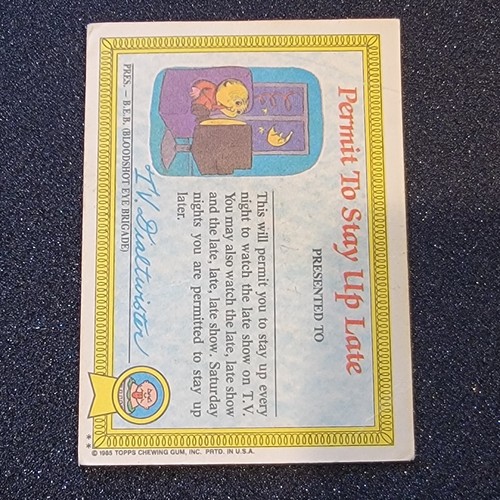 Permit To Stay Up Late
PRESENTED TO
This will permit you to stay up every
night to watch the late show on T.V.
You may also watch the late, late show
and the late, late, late show. Saturday
nights you are permitted to stay up
later.
T.V. Dialtwister
PRES. — B.E.B. (BLOODSHOT EYE BRIGADE)
** © 1985 TOPPS CHEWING GUM, INC. PRTD. IN U.S.A.